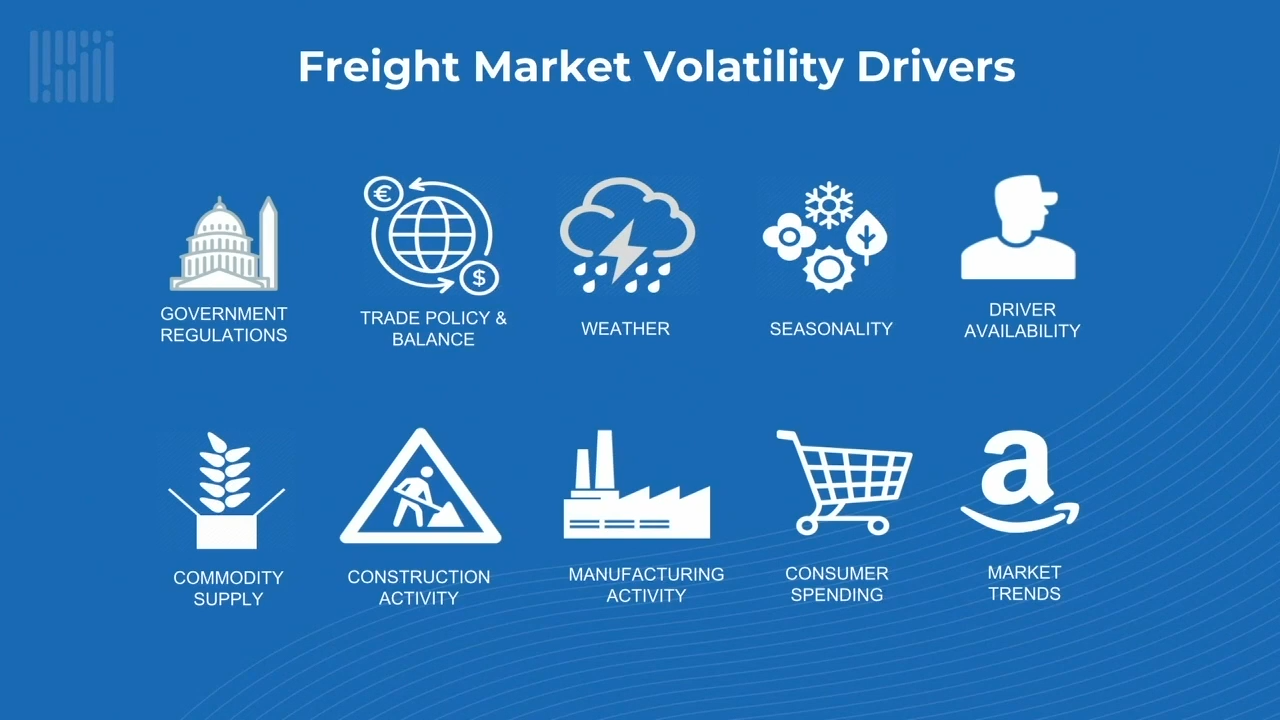 Freight Market Volatility Drivers
€
$
GOVERNMENT
REGULATIONS
TRADE POLICY &
BALANCE
WEATHER
SEASONALITY
DRIVER
AVAILABILITY
a
COMMODITY
SUPPLY
CONSTRUCTION
ACTIVITY
MANUFACTURING
ACTIVITY
CONSUMER
SPENDING
MARKET
TRENDS